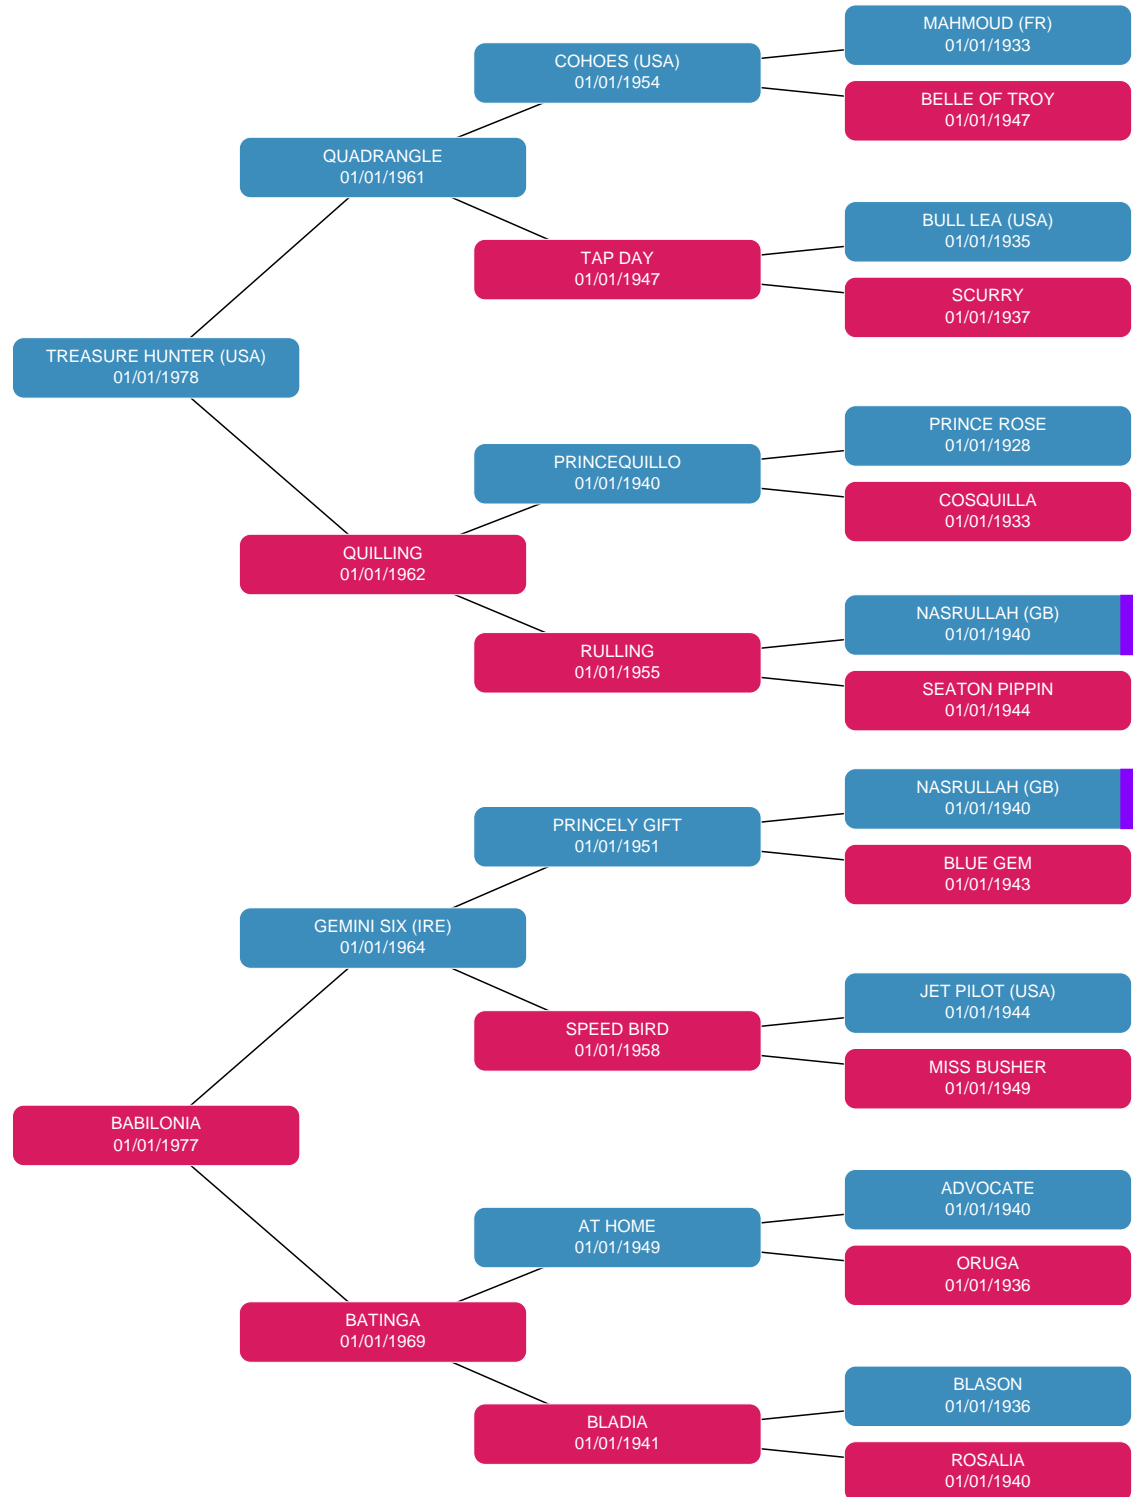 MAHMOUD (FR)
01/01/1933
COHOES (USA)
01/01/1954
BELLE OF TROY
01/01/1947
QUADRANGLE
01/01/1961
BULL LEA (USA)
01/01/1935
TAP DAY
01/01/1947
SCURRY
01/01/1937
TREASURE HUNTER (USA)
01/01/1978
PRINCE ROSE
01/01/1928
PRINCEQUILLO
01/01/1940
COSQUILLA
01/01/1933
QUILLING
01/01/1962
NASRULLAH (GB)
01/01/1940
RULLING
01/01/1955
SEATON PIPPIN
01/01/1944
NASRULLAH (GB)
01/01/1940
PRINCELY GIFT
01/01/1951
BLUE GEM
01/01/1943
GEMINI SIX (IRE)
01/01/1964
JET PILOT (USA)
01/01/1944
SPEED BIRD
01/01/1958
MISS BUSHER
01/01/1949
BABILONIA
01/01/1977
ADVOCATE
01/01/1940
AT HOME
01/01/1949
ORUGA
01/01/1936
BATINGA
01/01/1969
BLASON
01/01/1936
BLADIA
01/01/1941
ROSALIA
01/01/1940